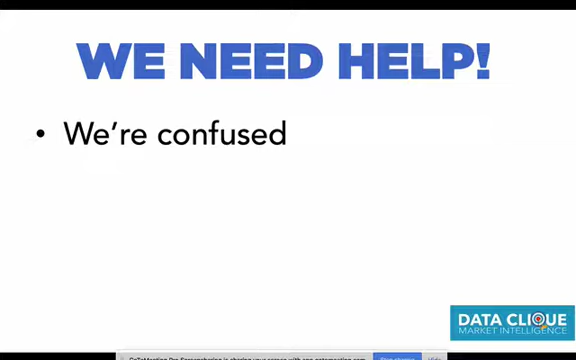 WE NEED HELP!
• We're confused
DATA CLIQUE
MARKET INTELLIGENCE